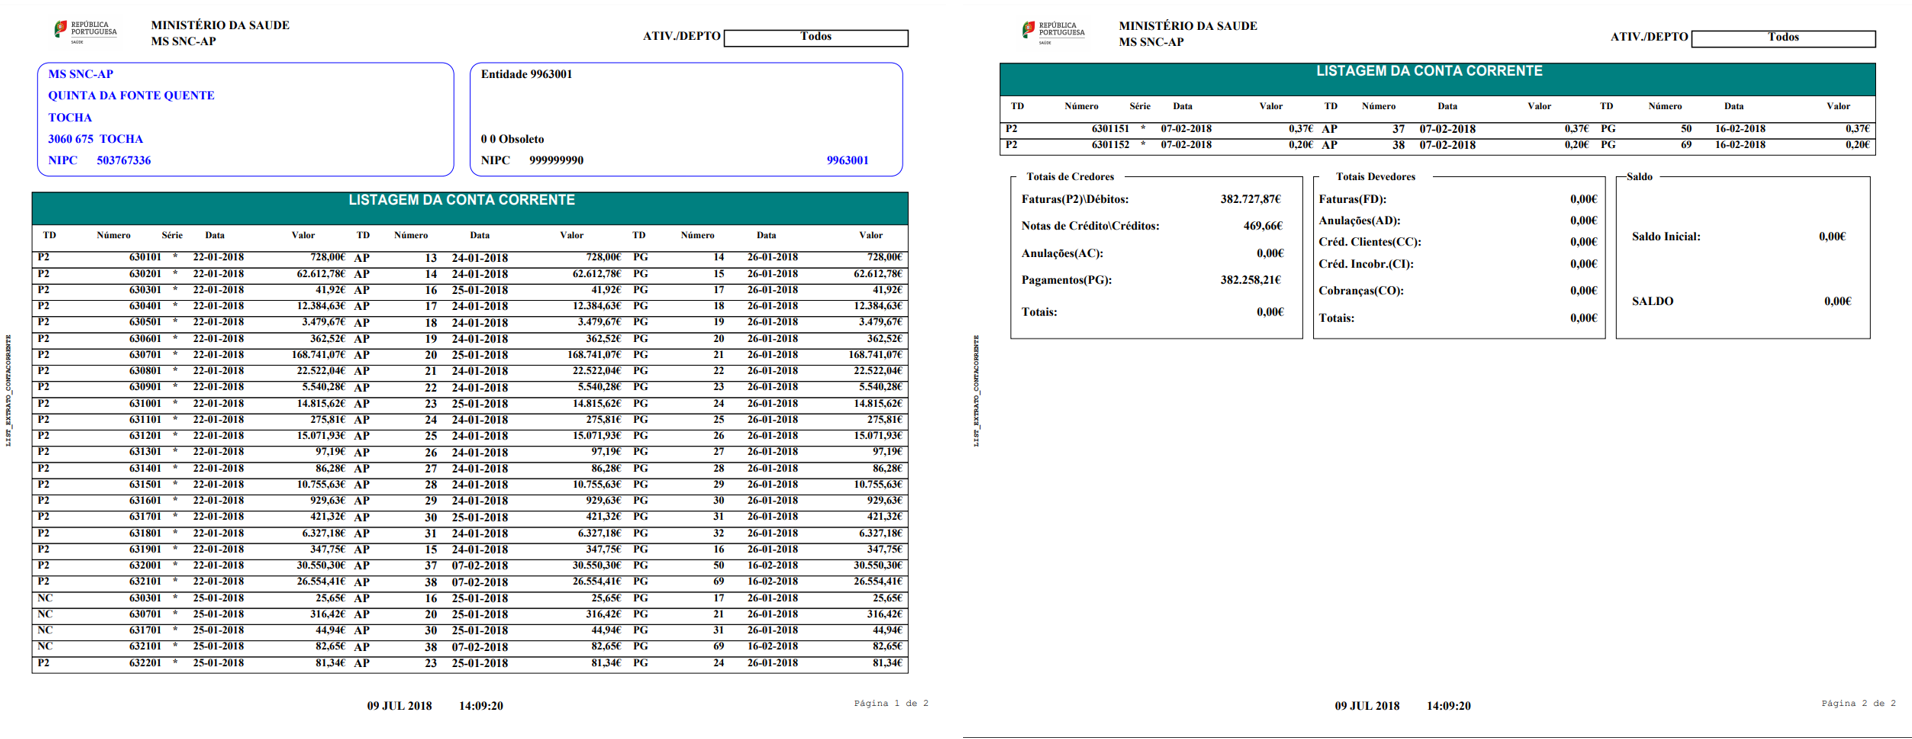 REPÚBLICA
PORTUGUESA
SAÚDE
MINISTÉRIO DA SAUDE
MS SNC-AP
ATIV./DEPTO Todos
MS SNC-AP
QUINTA DA FONTE QUENTE
TOCHA
3060 675 TOCHA
NIPC 503767336
Entidade 9963001
0 0 Obsoleto
NIPC 999999990 9963001
LISTAGEM DA CONTA CORRENTE
TD Número Série Data Valor TD Número Data Valor TD Número Data Valor
P2 630101 * 22-01-2018 728,00€ AP 13 24-01-2018 728,00€ PG 14 26-01-2018 728,00€
P2 630201 * 22-01-2018 62.612,78€ AP 14 24-01-2018 62.612,78€ PG 15 26-01-2018 62.612,78€
P2 630301 * 22-01-2018 41,92€ AP 16 25-01-2018 41,92€ PG 17 26-01-2018 41,92€
P2 630401 * 22-01-2018 12.384,63€ AP 17 24-01-2018 12.384,63€ PG 18 26-01-2018 12.384,63€
P2 630501 * 22-01-2018 3.479,67€ AP 18 24-01-2018 3.479,67€ PG 19 26-01-2018 3.479,67€
P2 630601 * 22-01-2018 362,52€ AP 19 24-01-2018 362,52€ PG 20 26-01-2018 362,52€
P2 630701 * 22-01-2018 168.741,07€ AP 20 25-01-2018 168.741,07€ PG 21 26-01-2018 168.741,07€
P2 630801 * 22-01-2018 22.522,04€ AP 21 24-01-2018 22.522,04€ PG 22 26-01-2018 22.522,04€
P2 630901 * 22-01-2018 5.540,28€ AP 22 24-01-2018 5.540,28€ PG 23 26-01-2018 5.540,28€
P2 631001 * 22-01-2018 14.815,62€ AP 23 25-01-2018 14.815,62€ PG 24 26-01-2018 14.815,62€
P2 631101 * 22-01-2018 275,81€ AP 24 24-01-2018 275,81€ PG 25 26-01-2018 275,81€
P2 631201 * 22-01-2018 15.071,93€ AP 25 24-01-2018 15.071,93€ PG 26 26-01-2018 15.071,93€
P2 631301 * 22-01-2018 97,19€ AP 26 24-01-2018 97,19€ PG 27 26-01-2018 97,19€
P2 631401 * 22-01-2018 86,28€ AP 27 24-01-2018 86,28€ PG 28 26-01-2018 86,28€
P2 631501 * 22-01-2018 10.755,63€ AP 28 24-01-2018 10.755,63€ PG 29 26-01-2018 10.755,63€
P2 631601 * 22-01-2018 929,63€ AP 29 24-01-2018 929,63€ PG 30 26-01-2018 929,63€
P2 631701 * 22-01-2018 421,32€ AP 30 25-01-2018 421,32€ PG 31 26-01-2018 421,32€
P2 631801 * 22-01-2018 6.327,18€ AP 31 24-01-2018 6.327,18€ PG 32 26-01-2018 6.327,18€
P2 631901 * 22-01-2018 347,75€ AP 15 24-01-2018 347,75€ PG 16 26-01-2018 347,75€
P2 632001 * 22-01-2018 30.550,30€ AP 37 07-02-2018 30.550,30€ PG 50 16-02-2018 30.550,30€
P2 632101 * 22-01-2018 26.554,41€ AP 38 07-02-2018 26.554,41€ PG 69 16-02-2018 26.554,41€
NC 630301 * 25-01-2018 25,65€ AP 16 25-01-2018 25,65€ PG 17 26-01-2018 25,65€
NC 630701 * 25-01-2018 316,42€ AP 20 25-01-2018 316,42€ PG 21 26-01-2018 316,42€
NC 631701 * 25-01-2018 44,94€ AP 30 25-01-2018 44,94€ PG 31 26-01-2018 44,94€
NC 632101 * 25-01-2018 82,65€ AP 38 07-02-2018 82,65€ PG 69 16-02-2018 82,65€
P2 632201 * 25-01-2018 81,34€ AP 23 25-01-2018 81,34€ PG 24 26-01-2018 81,34€
LIST_EXTRATO_CONTACORRENTE
09 JUL 2018 14:09:20
Página 1 de 2
REPÚBLICA
PORTUGUESA
SAÚDE
MINISTÉRIO DA SAUDE
MS SNC-AP
ATIV./DEPTO Todos
LISTAGEM DA CONTA CORRENTE
TD Número Série Data Valor TD Número Data Valor TD Número Data Valor
P2 6301151 * 07-02-2018 0,37€ AP 37 07-02-2018 0,37€ PG 50 16-02-2018 0,37€
P2 6301152 * 07-02-2018 0,20€ AP 38 07-02-2018 0,20€ PG 69 16-02-2018 0,20€
Totais de Credores
Faturas(P2)\Débitos: 382.727,87€
Notas de Crédito\Créditos: 469,66€
Anulações(AC): 0,00€
Pagamentos(PG): 382.258,21€
Totais: 0,00€
Totais Devedores
Faturas(FD): 0,00€
Anulações(AD): 0,00€
Créd. Clientes(CC): 0,00€
Créd. Incobr.(CI): 0,00€
Cobranças(CO): 0,00€
Totais: 0,00€
Saldo
Saldo Inicial: 0,00€
SALDO 0,00€
LIST_EXTRATO_CONTACORRENTE
09 JUL 2018 14:09:20
Página 2 de 2